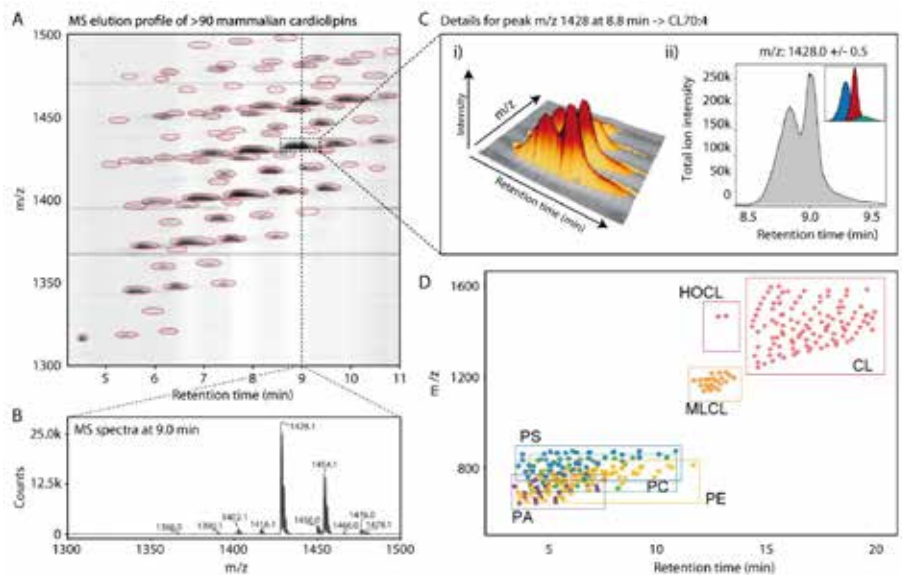 A
MS elution profile of >90 mammalian cardiolipins
1500
1450
1400
1350
1300
m/z
5
6
7
8
9
10
11
Retention time (min)
B
MS spectra at 9.0 min
25.0k
12.5k
0
Counts
1428.1
1454.1
1402.1
1416.1
1300
1350
1400
1450
1500
m/z
C
Details for peak m/z 1428 at 8.8 min -> CL70:4
i)
Intensity
m/z
Retention time (min)
ii)
m/z: 1428.0 +/- 0.5
250k
200k
150k
100k
50k
0
Total ion intensity
8.5
9.0
9.5
Retention time (min)
D
1600
1200
800
m/z
HOCL
CL
MLCL
PS
PC
PE
PA
5
10
15
20
Retention time (min)